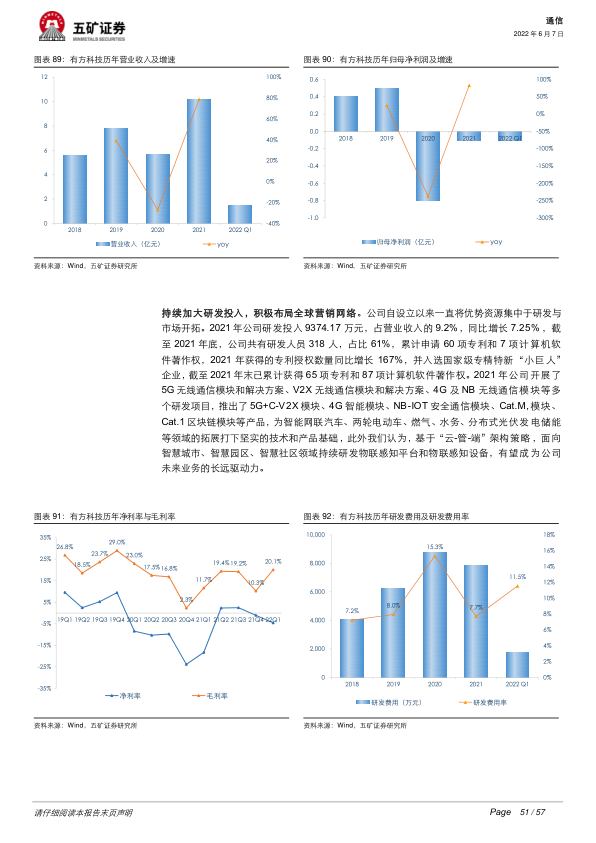 五矿证券
MINMETALS SECURITIES
通信
2022 年 6 月 7 日
图表 89：有方科技历年营业收入及增速
12
10
8
6
4
2
0
100%
80%
60%
40%
20%
0%
-20%
-40%
2018 2019 2020 2021 2022 Q1
营业收入（亿元） yoy
资料来源：Wind，五矿证券研究所
图表 90：有方科技历年归母净利润及增速
0.6
0.4
0.2
0.0
-0.2
-0.4
-0.6
-0.8
-1.0
100%
50%
0%
-50%
-100%
-150%
-200%
-250%
-300%
2018 2019 2020 2021 2022 Q1
归母净利润（亿元） yoy
资料来源：Wind，五矿证券研究所
持续加大研发投入，积极布局全球营销网络。公司自设立以来一直将优势资源集中于研发与
市场开拓。2021 年公司研发投入 9374.17 万元，占营业收入的 9.2%，同比增长 7.25%，截
至 2021 年底，公司共有研发人员 318 人，占比 61%，累计申请 60 项专利和 7 项计算机软
件著作权，2021 年获得的专利授权数量同比增长 167%，并入选国家级专精特新“小巨人”
企业，截至 2021 年末已累计获得 65 项专利和 87 项计算机软件著作权。2021 年公司开展了
5G 无线通信模块和解决方案、V2X 无线通信模块和解决方案、4G 及 NB 无线通信模块等多
个研发项目，推出了 5G+C-V2X 模块、4G 智能模块、NB-IOT 安全通信模块、Cat.M,模块、
Cat.1 区块链模块等产品，为智能网联汽车、两轮电动车、燃气、水务、分布式光伏发电储能
等领域的拓展打下坚实的技术和产品基础，此外我们认为，基于“云-管-端”架构策略，面向
智慧城市、智慧园区、智慧社区领域持续研发物联感知平台和物联感知设备，有望成为公司
未来业务的长远驱动力。
图表 91：有方科技历年净利率与毛利率
35%
25%
15%
5%
-5%
-15%
-25%
-35%
26.8% 18.5% 23.7% 29.0% 23.0% 17.5% 16.8% 2.3% 11.7% 19.4% 19.2% 10.3% 20.1%
19Q1 19Q2 19Q3 19Q4 20Q1 20Q2 20Q3 20Q4 21Q1 21Q2 21Q3 21Q4 22Q1
净利率 毛利率
资料来源：Wind，五矿证券研究所
图表 92：有方科技历年研发费用及研发费用率
10,000
8,000
6,000
4,000
2,000
0
18%
16%
14%
12%
10%
8%
6%
4%
2%
0%
7.2% 8.0% 15.3% 7.7% 11.5%
2018 2019 2020 2021 2022 Q1
研发费用（万元） 研发费用率
资料来源：Wind，五矿证券研究所
请仔细阅读本报告末页声明
Page 51 / 57